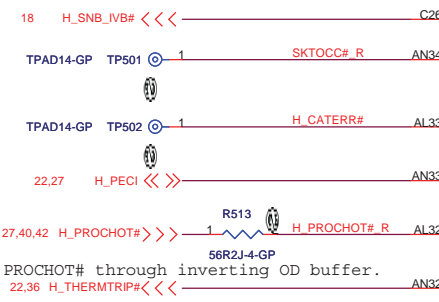 18 H_SNB_IVB# C26
TPAD14-GP TP501 1 SKTOCC#_R AN34
TPAD14-GP TP502 1 H_CATERR# AL33
22,27 H_PECI AN33
R513
27,40,42 H_PROCHOT# 1 H_PROCHOT#_R AL32
56R2J-4-GP
PROCHOT# through inverting OD buffer.
22,36 H_THERMTRIP# AN32